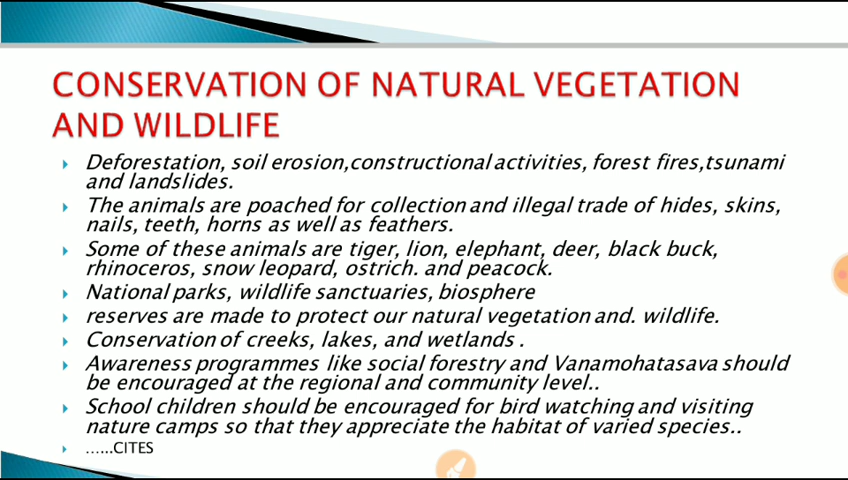 CONSERVATION OF NATURAL VEGETATION
AND WILDLIFE
Deforestation, soil erosion,constructional activities, forest fires,tsunami
and landslides.
The animals are poached for collection and illegal trade of hides, skins,
nails, teeth, horns as well as feathers.
Some of these animals are tiger, lion, elephant, deer, black buck,
rhinoceros, snow leopard, ostrich. and peacock.
National parks, wildlife sanctuaries, biosphere
reserves are made to protect our natural vegetation and. wildlife.
Conservation of creeks, lakes, and wetlands .
Awareness programmes like social forestry and Vanamohatasava should
be encouraged at the regional and community level..
School children should be encouraged for bird watching and visiting
nature camps so that they appreciate the habitat of varied species..
…...CITES